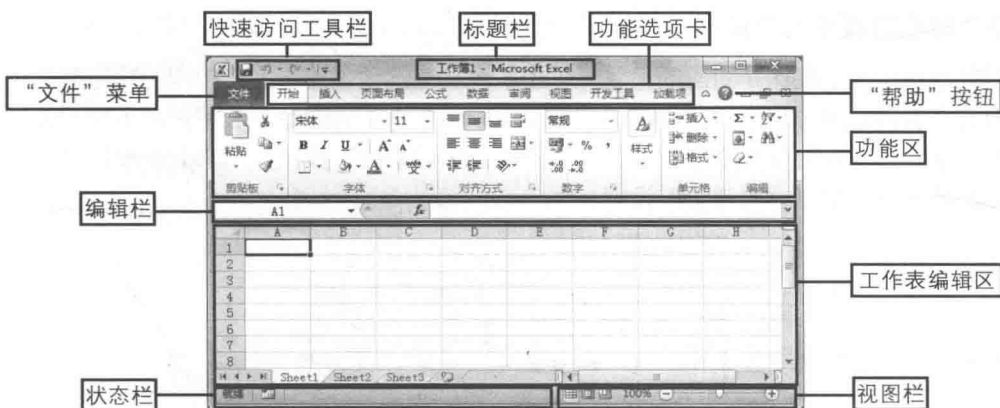 快速访问工具栏 标题栏 功能选项卡
工作簿1 - Microsoft Excel
“文件”菜单 “帮助”按钮
文件 开始 插入 页面布局 公式 数据 审阅 视图 开发工具 加载项
宋体 11 常规 插入
B I U A A % , 删除
粘贴 样式 格式
功能区
剪贴板 字体 对齐方式 数字 单元格 编辑
编辑栏 A1 fx
A B C D E F G H
1
2
3
工作表编辑区
4
5
6
7
8
Sheet1 Sheet2 Sheet3
状态栏 就绪 100% 视图栏